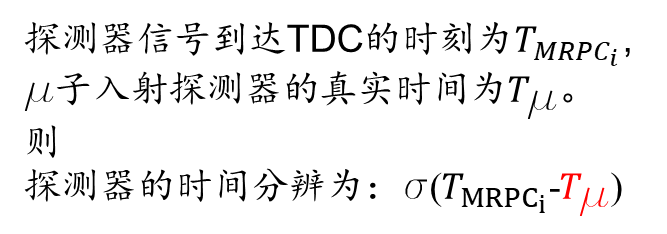 探测器信号到达TDC的时刻为T_{MRPC_i},
μ子入射探测器的真实时间为T_μ。
则
探测器的时间分辨为：σ(T_{MRPC_i}-T_μ)